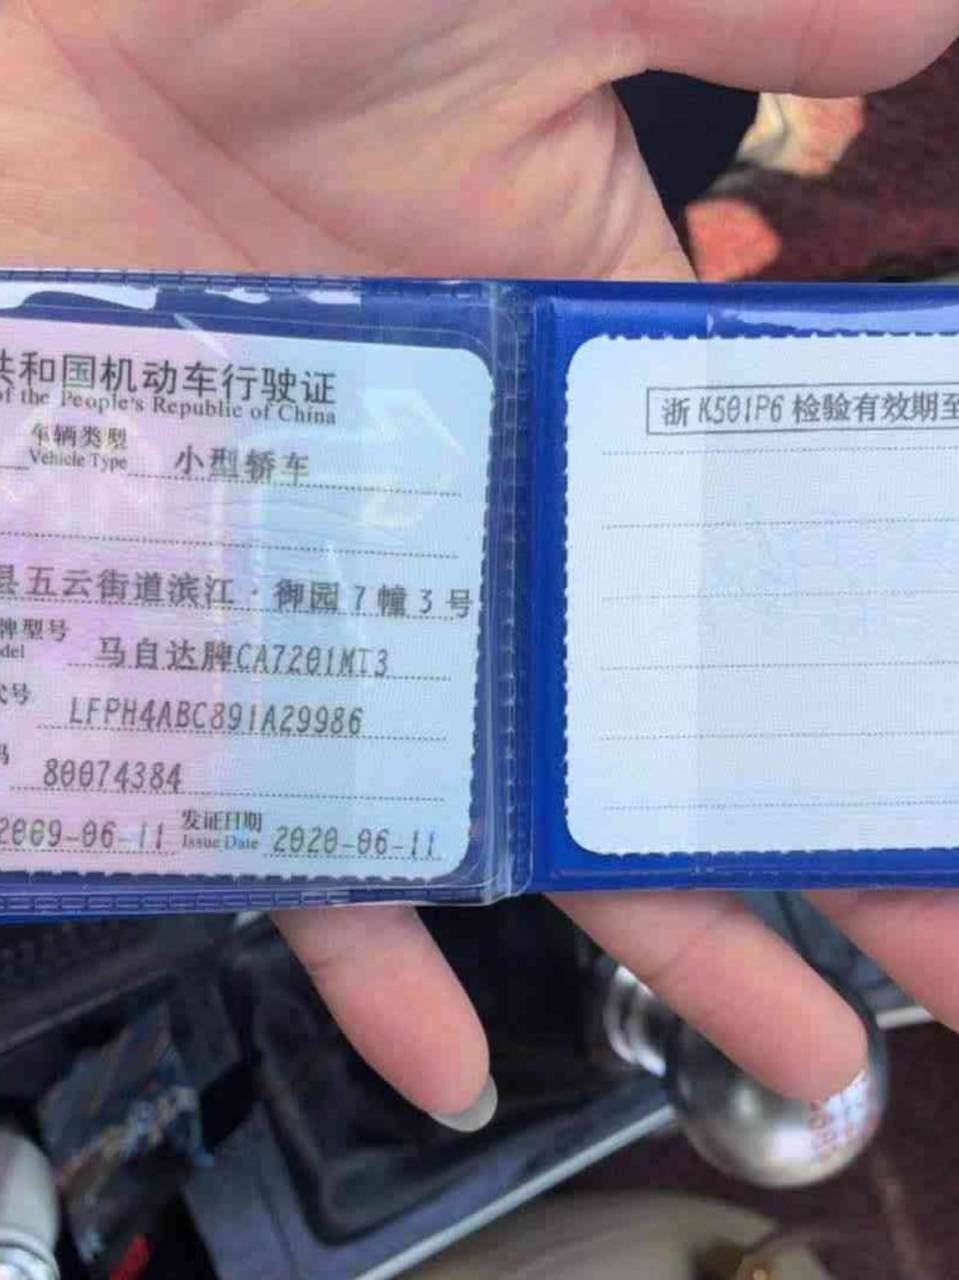 共和国机动车行驶证
of the People's Republic of China
车辆类型 小型轿车
Vehicle Type
县五云街道滨江·御园7幢3号
牌型号 马自达牌CA7201MT3
del
代号 LFPH4ABC891A29986
码 80074384
2009-06-11 发证日期 2020-06-11
Issue Date
浙K501P6检验有效期至